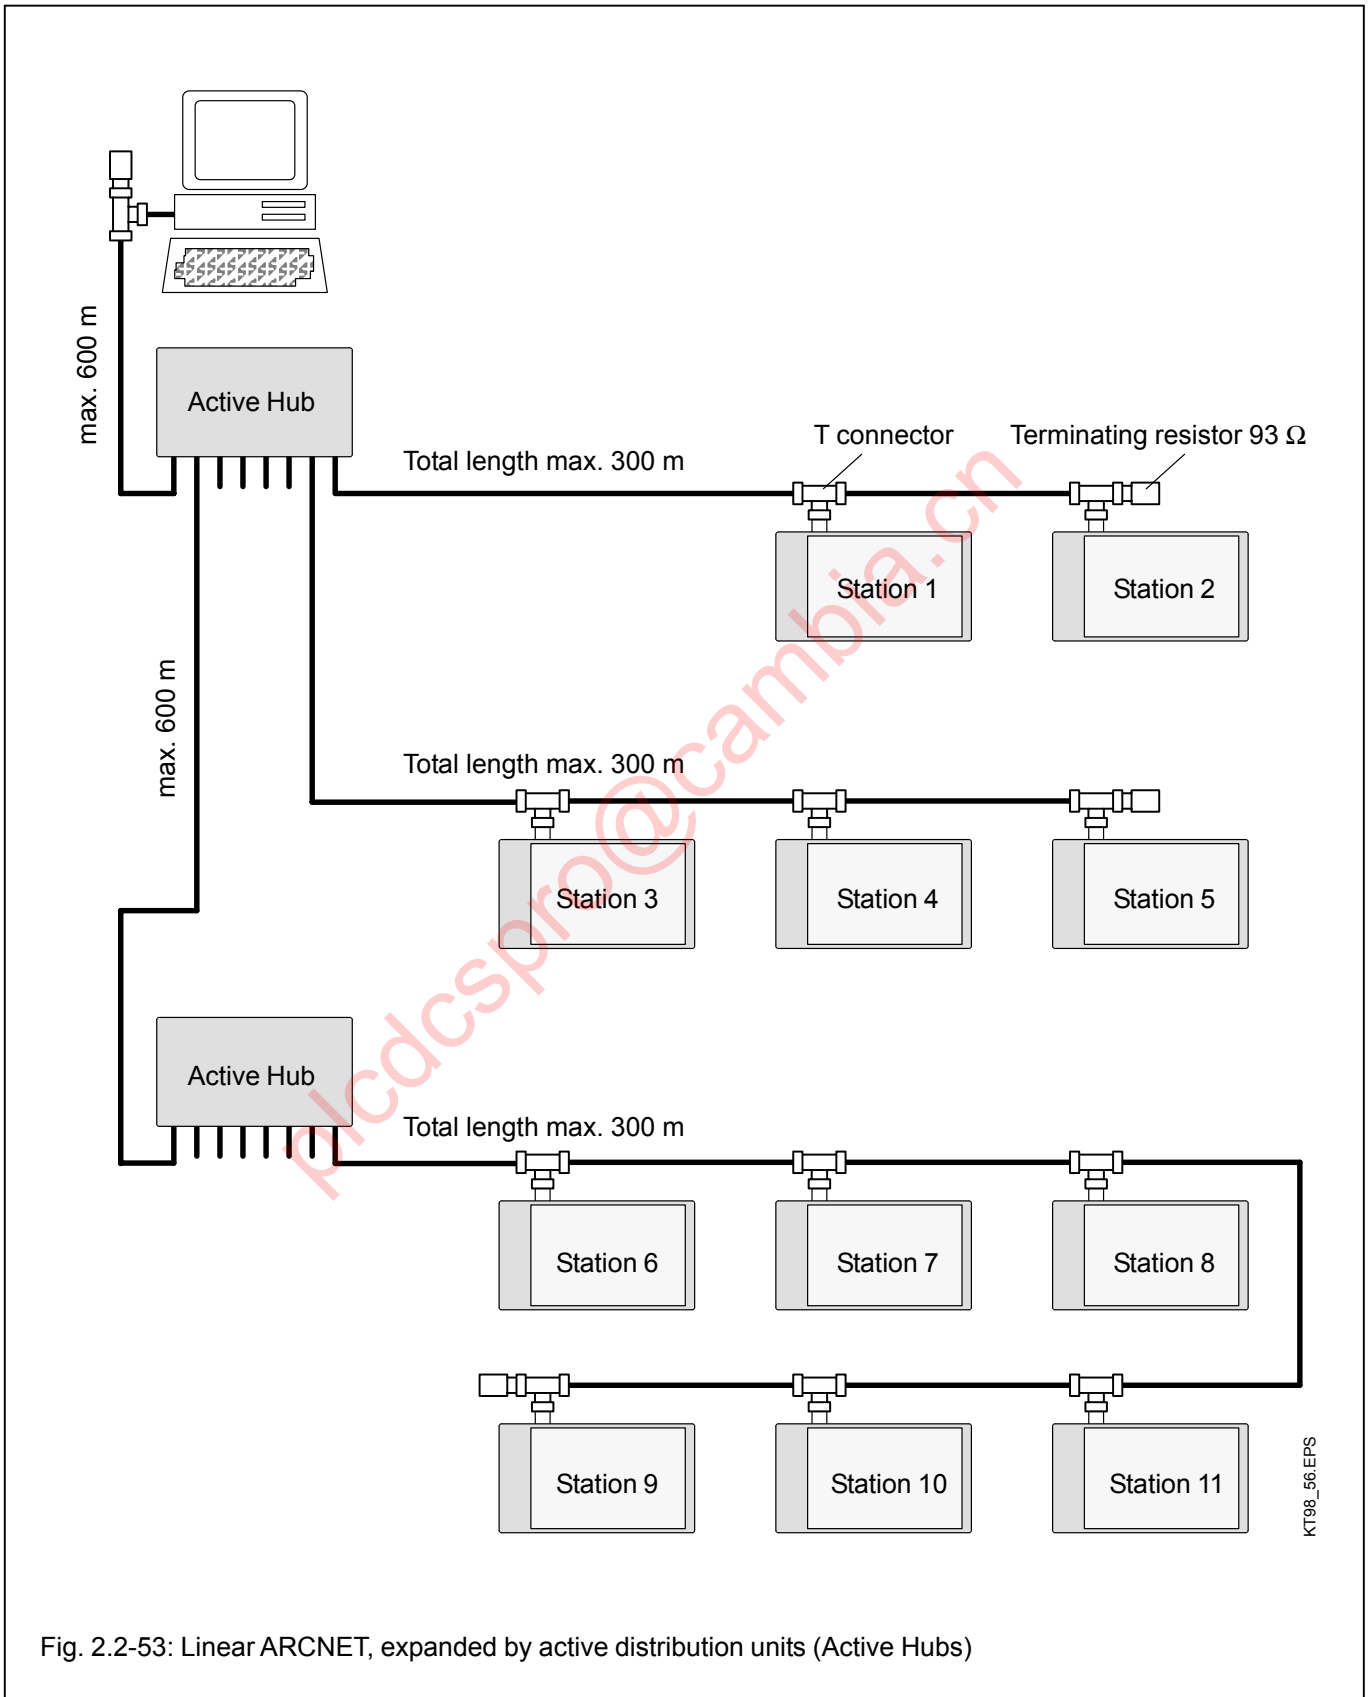 max. 600 m
Active Hub
T connector
Terminating resistor 93 Ω
Total length max. 300 m
Station 1
Station 2
max. 600 m
Total length max. 300 m
Station 3
Station 4
Station 5
Active Hub
Total length max. 300 m
Station 6
Station 7
Station 8
Station 9
Station 10
Station 11
KT98_56.EPS
plcdcspro@cambia.cn
Fig. 2.2-53: Linear ARCNET, expanded by active distribution units (Active Hubs)